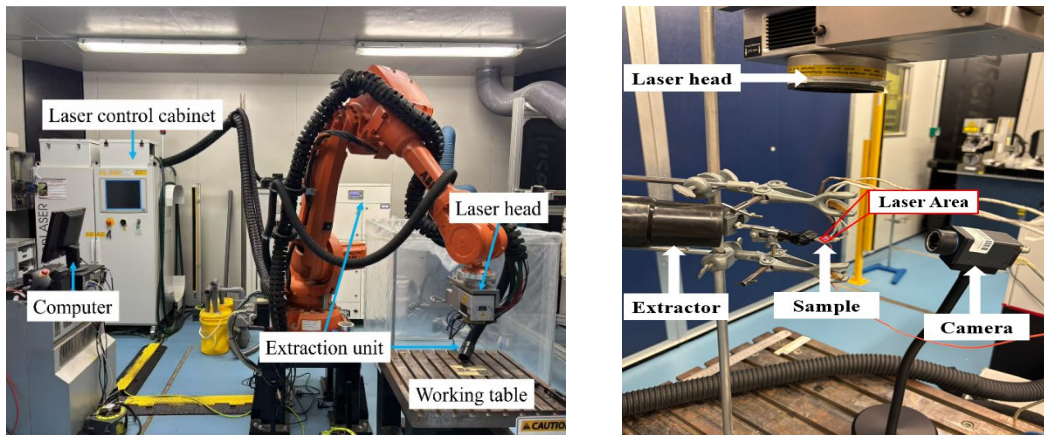 Laser control cabinet
Laser head
Computer
Extraction unit
Working table
CAUTION
Laser head
Laser Area
Extractor
Sample
Camera